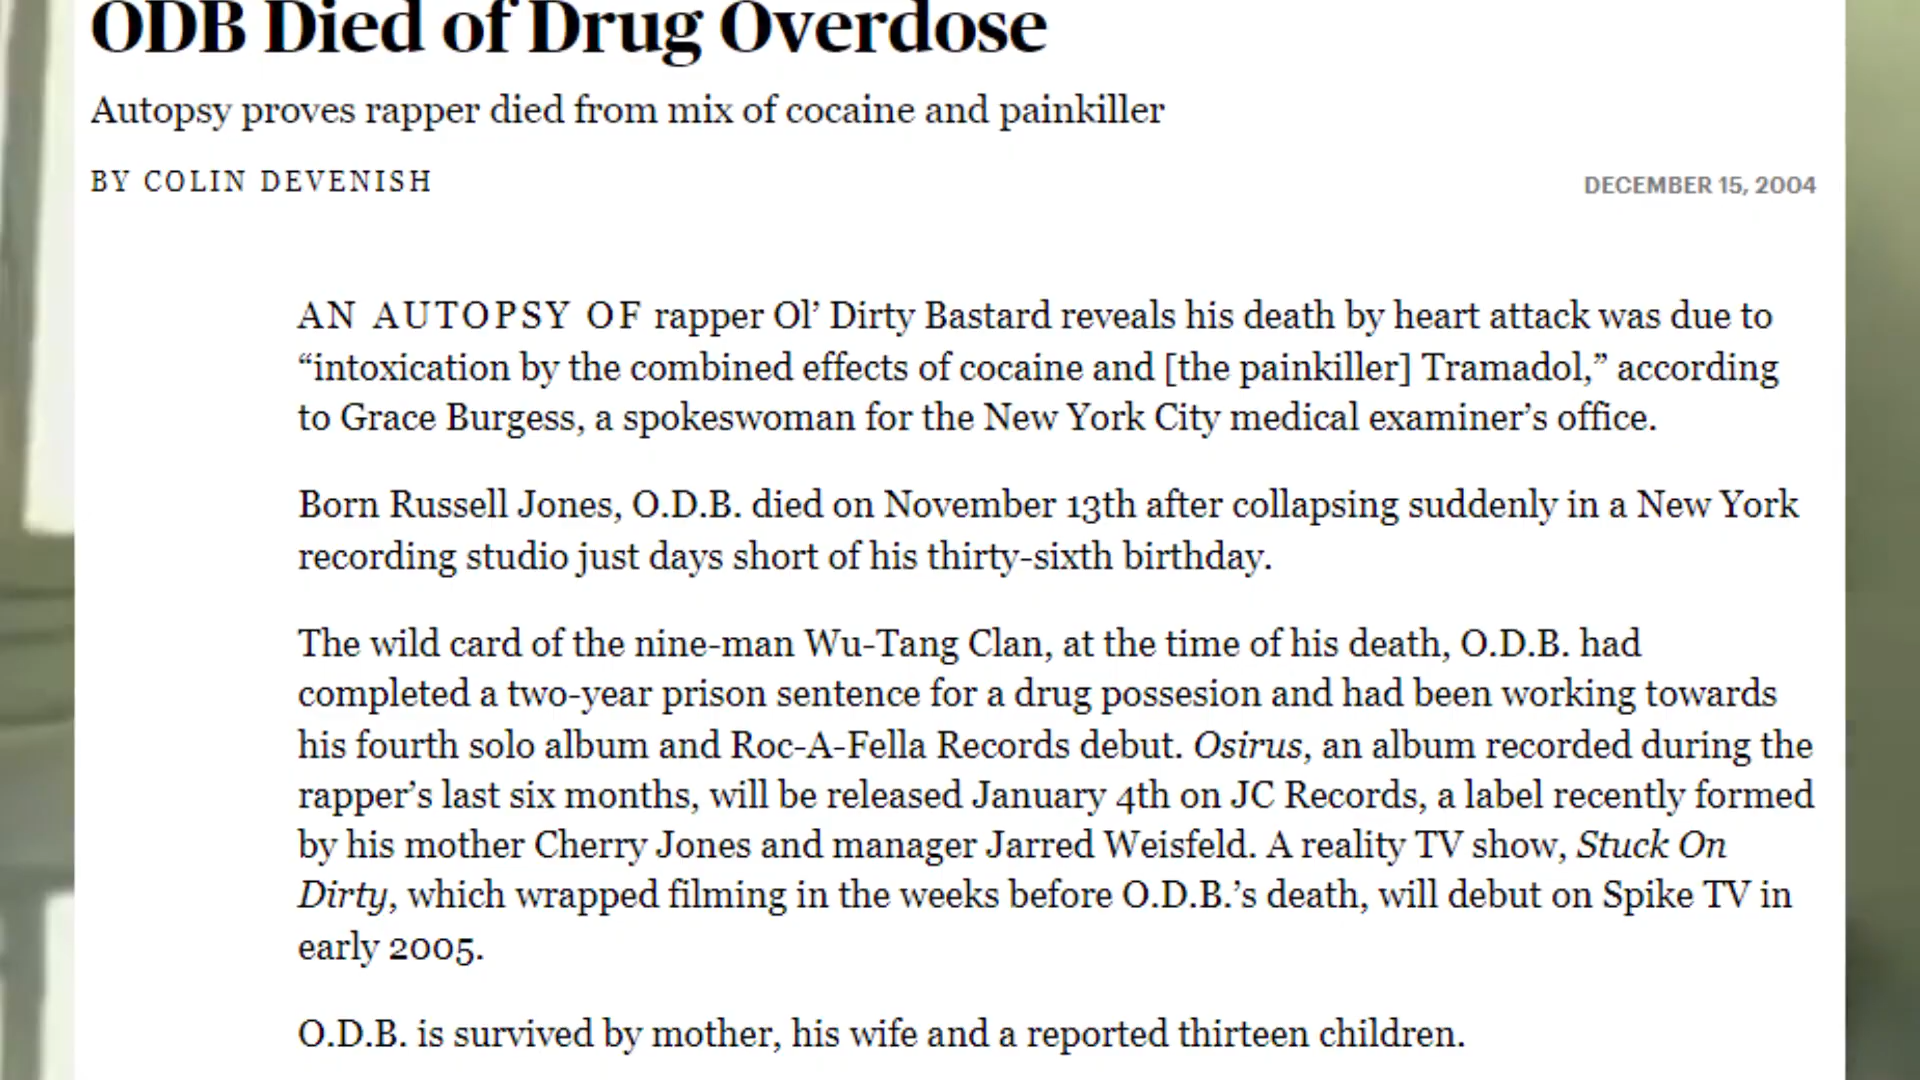 ODB Died of Drug Overdose
Autopsy proves rapper died from mix of cocaine and painkiller
BY COLIN DEVENISH
DECEMBER 15, 2004
AN AUTOPSY OF rapper Ol’ Dirty Bastard reveals his death by heart attack was due to
“intoxication by the combined effects of cocaine and [the painkiller] Tramadol,” according
to Grace Burgess, a spokeswoman for the New York City medical examiner’s office.
Born Russell Jones, O.D.B. died on November 13th after collapsing suddenly in a New York
recording studio just days short of his thirty-sixth birthday.
The wild card of the nine-man Wu-Tang Clan, at the time of his death, O.D.B. had
completed a two-year prison sentence for a drug possesion and had been working towards
his fourth solo album and Roc-A-Fella Records debut. Osirus, an album recorded during the
rapper’s last six months, will be released January 4th on JC Records, a label recently formed
by his mother Cherry Jones and manager Jarred Weisfeld. A reality TV show, Stuck On
Dirty, which wrapped filming in the weeks before O.D.B.’s death, will debut on Spike TV in
early 2005.
O.D.B. is survived by mother, his wife and a reported thirteen children.